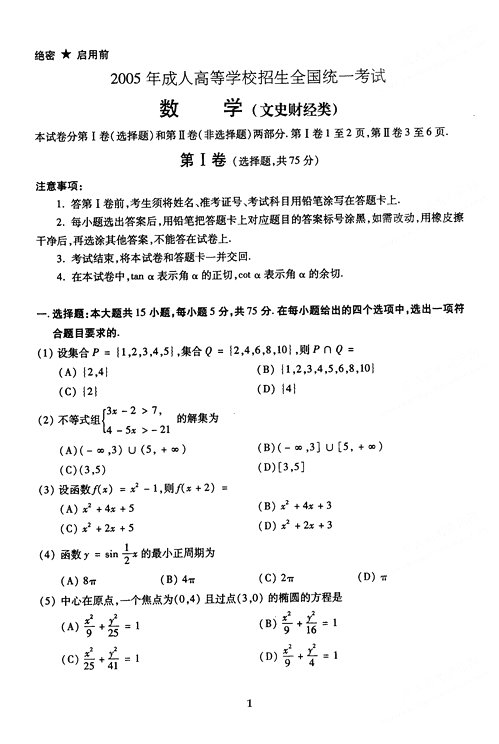 绝密 ★ 启用前
2005 年成人高等学校招生全国统一考试
数 学 (文史财经类)
本试卷分第Ⅰ卷(选择题)和第Ⅱ卷(非选择题)两部分. 第Ⅰ卷 1 至 2 页,第Ⅱ卷 3 至 6 页.
第Ⅰ卷 (选择题,共 75 分)
注意事项:
1. 答第Ⅰ卷前,考生须将姓名、准考证号、考试科目用铅笔涂写在答题卡上.
2. 每小题选出答案后,用铅笔把答题卡上对应题目的答案标号涂黑,如需改动,用橡皮擦
干净后,再选涂其他答案,不能答在试卷上.
3. 考试结束,将本试卷和答题卡一并交回.
4. 在本试卷中,tan α 表示角 α 的正切,cot α 表示角 α 的余切.
一. 选择题:本大题共 15 小题,每小题 5 分,共 75 分. 在每小题给出的四个选项中,选出一项符
合题目要求的.
(1) 设集合 P = {1,2,3,4,5},集合 Q = {2,4,6,8,10},则 P ∩ Q =
(A) {2,4} (B) {1,2,3,4,5,6,8,10}
(C) {2} (D) {4}
(2) 不等式组 {3x - 2 > 7, 4 - 5x > -21 的解集为
(A) (-∞,3) ∪ (5, +∞) (B) (-∞,3] ∪ [5, +∞)
(C) (3,5) (D) [3,5]
(3) 设函数 f(x) = x² - 1,则 f(x + 2) =
(A) x² + 4x + 5 (B) x² + 4x + 3
(C) x² + 2x + 5 (D) x² + 2x + 3
(4) 函数 y = sin 1/2 x 的最小正周期为
(A) 8π (B) 4π (C) 2π (D) π
(5) 中心在原点,一个焦点为(0,4) 且过点(3,0) 的椭圆的方程是
(A) x²/9 + y²/25 = 1 (B) x²/9 + y²/16 = 1
(C) x²/25 + y²/41 = 1 (D) x²/9 + y²/4 = 1
1